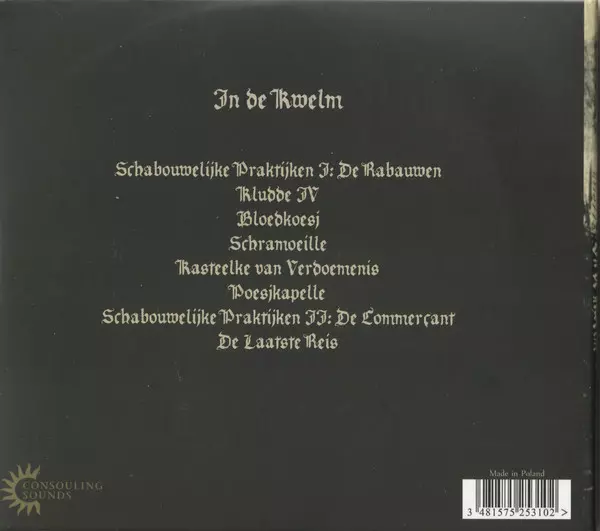 In de Kwelm
Schabouwelijke Praktijken I: De Rabauwen
Kludde IV
Bloedkoesj
Schramoeille
Kasteelke van Verdoemenis
Poesjkapelle
Schabouwelijke Praktijken II: De Commerçant
De Laatste Reis
CONSOULING
SOUNDS
Made in Poland
3 481575 253102 >